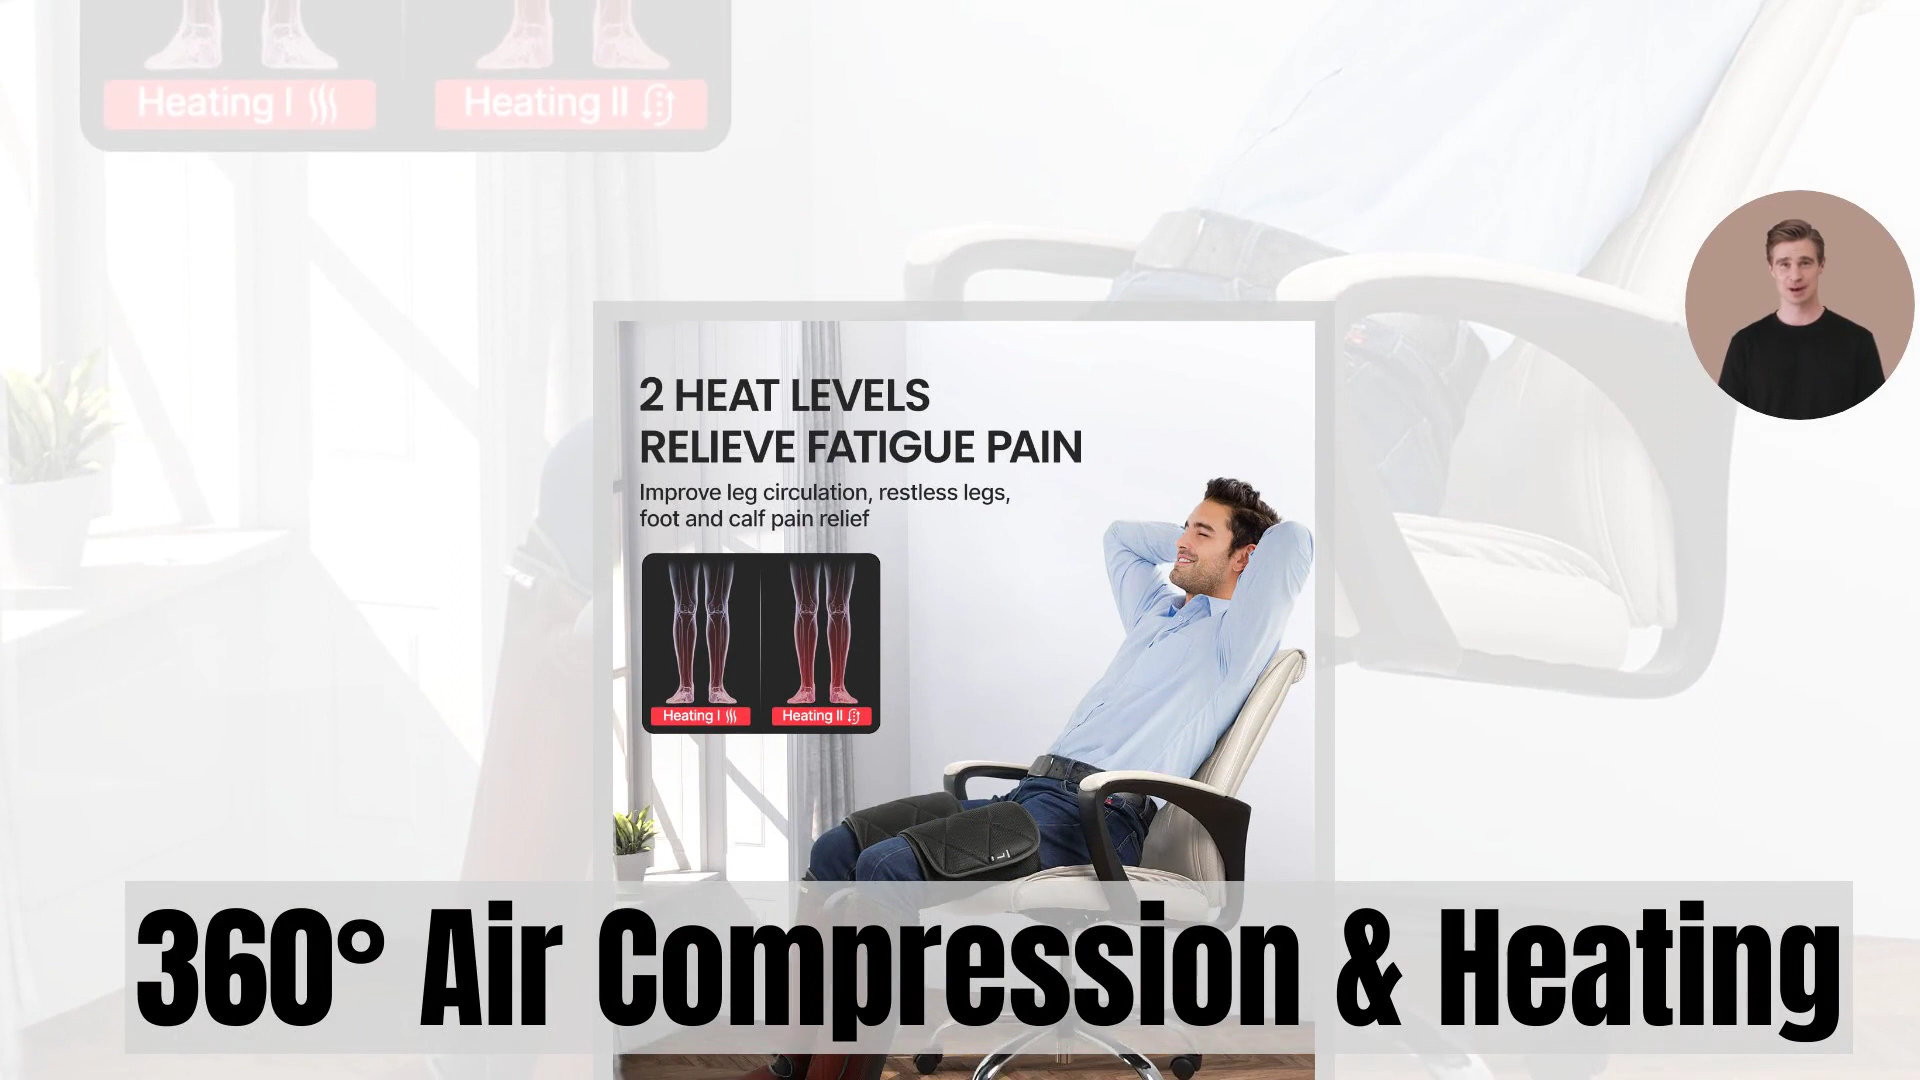 Heating I
Heating II
2 HEAT LEVELS
RELIEVE FATIGUE PAIN
Improve leg circulation, restless legs,
foot and calf pain relief
Heating I
Heating II
360° Air Compression & Heating